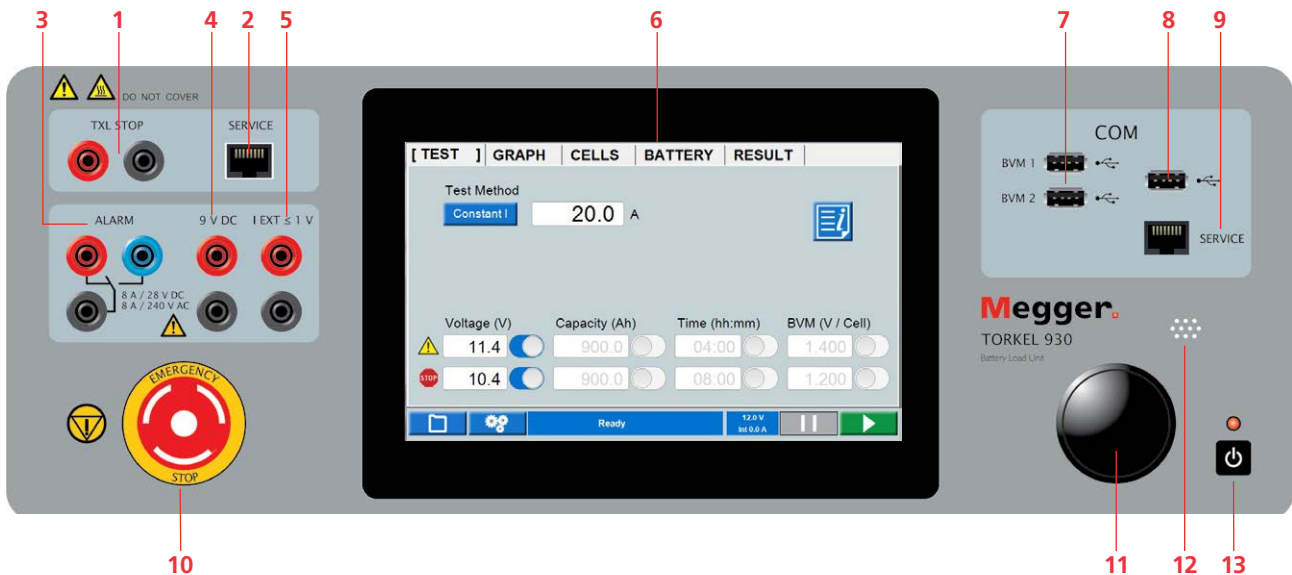 3 1 4 2 5 6 7 8 9
DO NOT COVER
TXL STOP SERVICE
ALARM 9 V DC I EXT ≤ 1 V
8 A / 28 V DC
8 A / 240 V AC
EMERGENCY
STOP
[ TEST ] GRAPH CELLS BATTERY RESULT
Test Method
Constant I 20.0 A
i
Voltage (V) Capacity (Ah) Time (hh:mm) BVM (V / Cell)
11.4 900.0 04:00 1.400
STOP 10.4 900.0 08:00 1.200
Ready 12.0 V
Int 0.0 A
COM
BVM 1
BVM 2
SERVICE
Megger.
TORKEL 930
Battery Load Unit
10 11 12 13